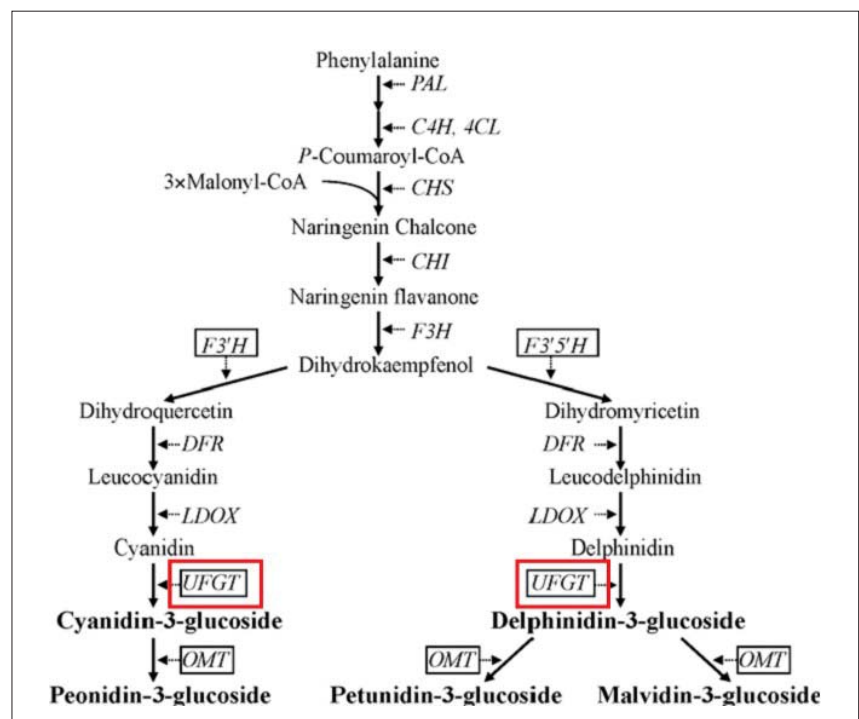 Phenylalanine
PAL
C4H, 4CL
P-Coumaroyl-CoA
3×Malonyl-CoA
CHS
Naringenin Chalcone
CHI
Naringenin flavanone
F3H
F3'H
F3'5'H
Dihydrokaempfenol
Dihydroquercetin
Dihydromyricetin
DFR
DFR
Leucocyanidin
Leucodelphinidin
LDOX
LDOX
Cyanidin
Delphinidin
UFGT
UFGT
Cyanidin-3-glucoside
Delphinidin-3-glucoside
OMT
OMT
OMT
Peonidin-3-glucoside
Petunidin-3-glucoside
Malvidin-3-glucoside